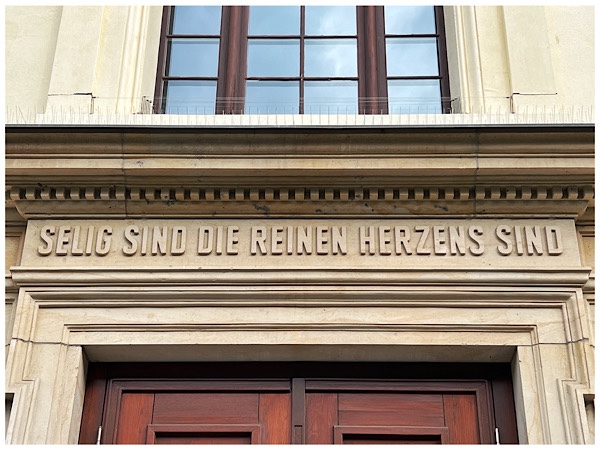 SELIG SIND DIE REINEN HERZENS SIND